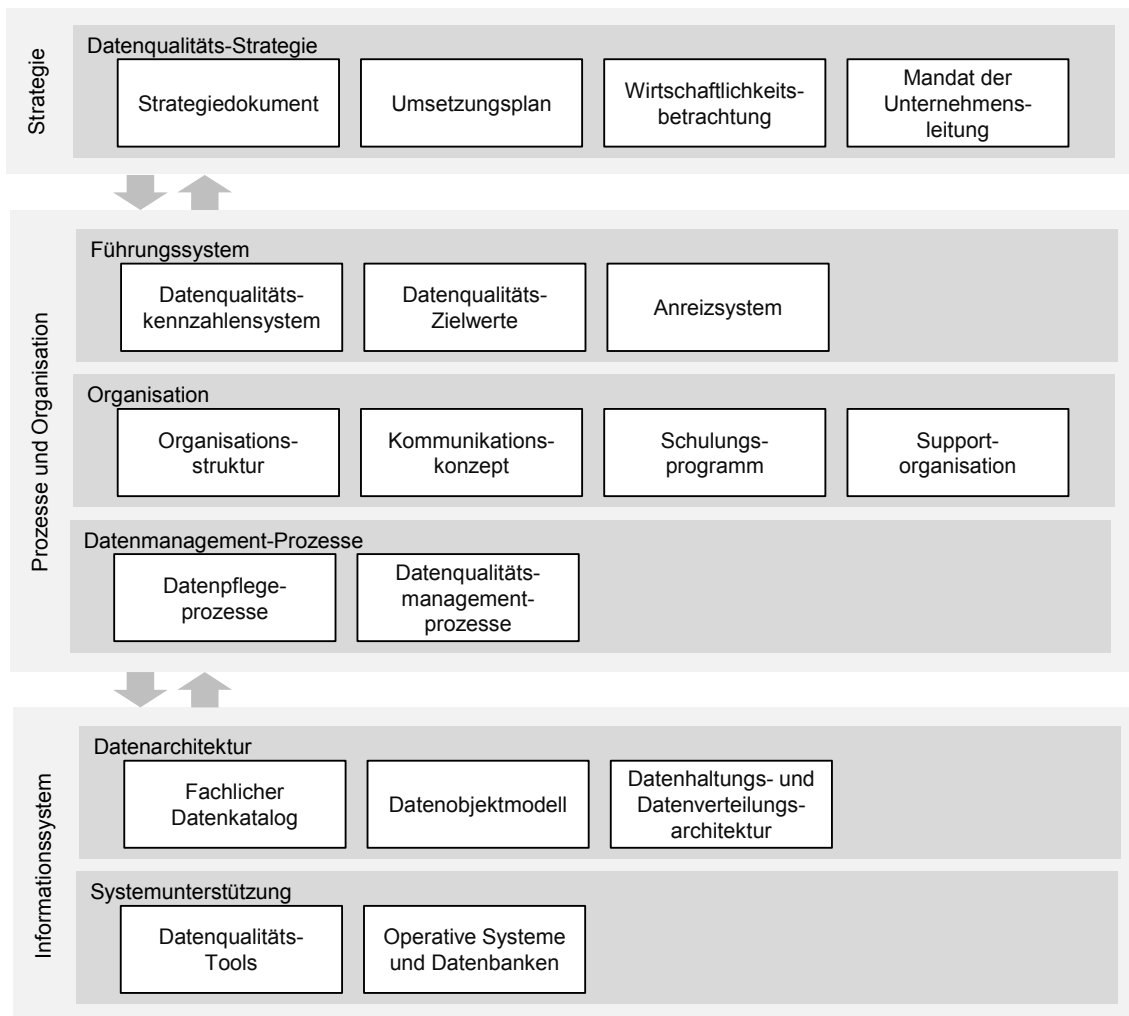 Strategie
Datenqualitäts-Strategie
Strategiedokument
Umsetzungsplan
Wirtschaftlichkeits-
betrachtung
Mandat der
Unternehmens-
leitung
Prozesse und Organisation
Führungssystem
Datenqualitäts-
kennzahlensystem
Datenqualitäts-
Zielwerte
Anreizsystem
Organisation
Organisations-
struktur
Kommunikations-
konzept
Schulungs-
programm
Support-
organisation
Datenmanagement-Prozesse
Datenpflege-
prozesse
Datenqualitäts-
management-
prozesse
Informationssystem
Datenarchitektur
Fachlicher
Datenkatalog
Datenobjektmodell
Datenhaltungs- und
Datenverteilungs-
architektur
Systemunterstützung
Datenqualitäts-
Tools
Operative Systeme
und Datenbanken